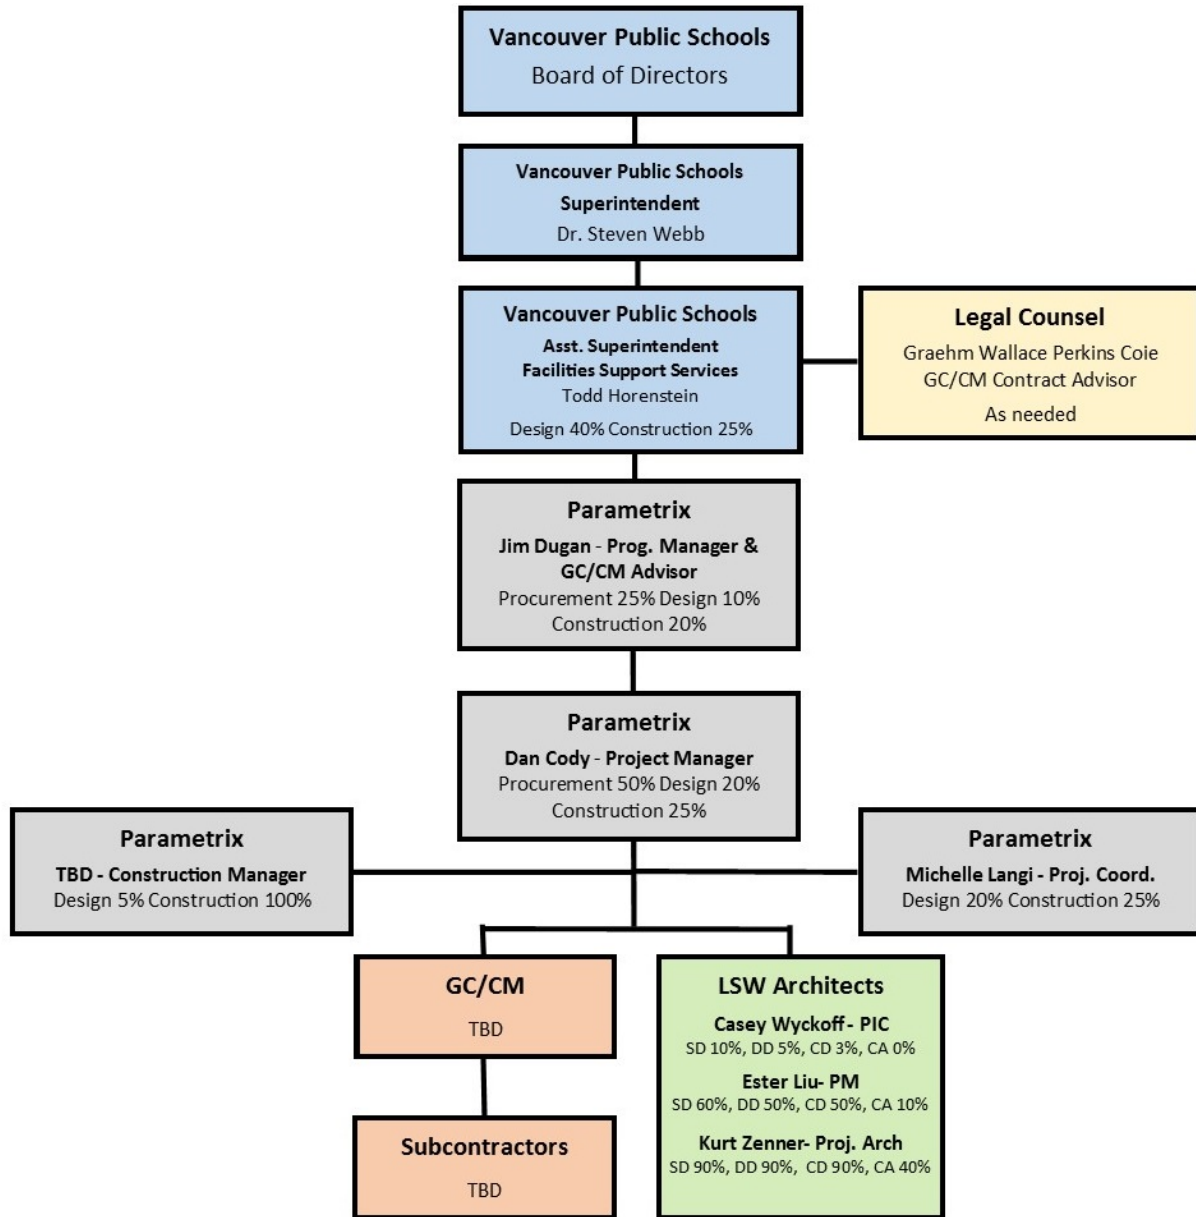 Vancouver Public Schools
Board of Directors
Vancouver Public Schools
Superintendent
Dr. Steven Webb
Vancouver Public Schools
Asst. Superintendent
Facilities Support Services
Todd Horenstein
Design 40% Construction 25%
Legal Counsel
Graehm Wallace Perkins Coie
GC/CM Contract Advisor
As needed
Parametrix
Jim Dugan - Prog. Manager &
GC/CM Advisor
Procurement 25% Design 10%
Construction 20%
Parametrix
Dan Cody - Project Manager
Procurement 50% Design 20%
Construction 25%
Parametrix
TBD - Construction Manager
Design 5% Construction 100%
Parametrix
Michelle Langi - Proj. Coord.
Design 20% Construction 25%
GC/CM
TBD
Subcontractors
TBD
LSW Architects
Casey Wyckoff - PIC
SD 10%, DD 5%, CD 3%, CA 0%
Ester Liu- PM
SD 60%, DD 50%, CD 50%, CA 10%
Kurt Zenner- Proj. Arch
SD 90%, DD 90%, CD 90%, CA 40%